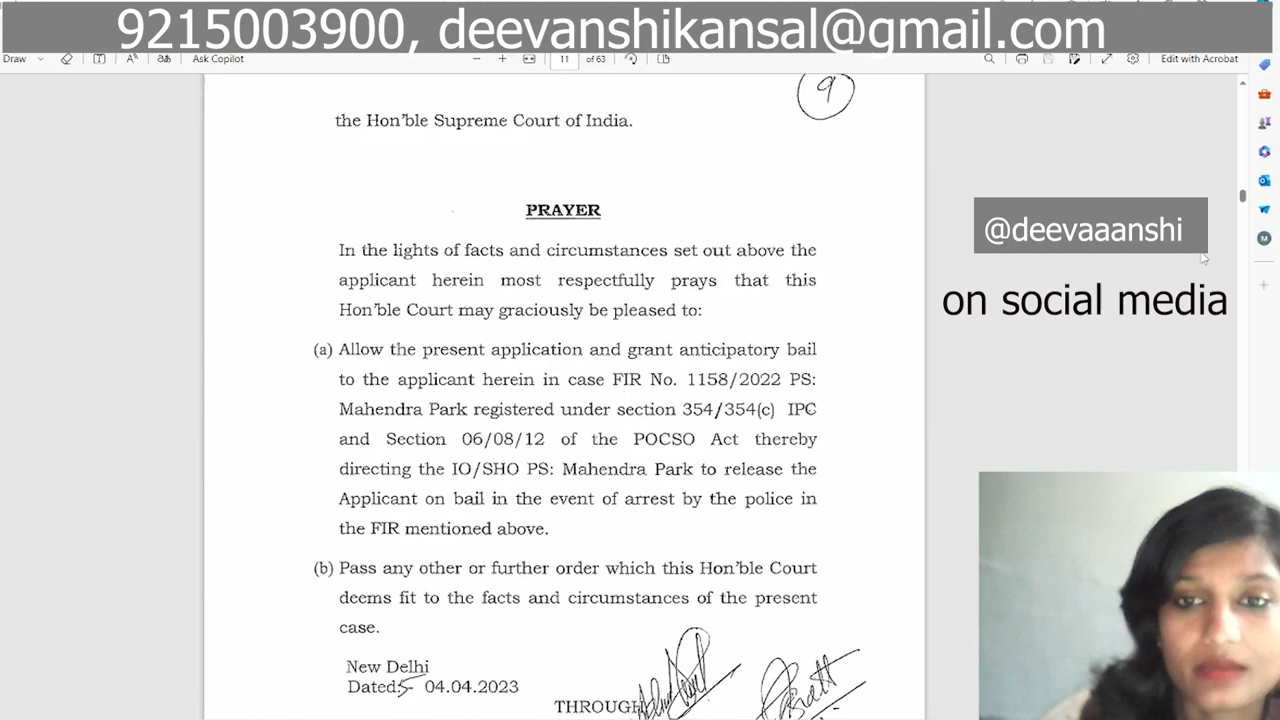 9215003900, deevanshikansal@gmail.com
Draw
Ask Copilot
11 of 63
Edit with Acrobat
9
the Hon'ble Supreme Court of India.
PRAYER
In the lights of facts and circumstances set out above the
applicant herein most respectfully prays that this
Hon'ble Court may graciously be pleased to:
(a) Allow the present application and grant anticipatory bail
to the applicant herein in case FIR No. 1158/2022 PS:
Mahendra Park registered under section 354/354(c) IPC
and Section 06/08/12 of the POCSO Act thereby
directing the IO/SHO PS: Mahendra Park to release the
Applicant on bail in the event of arrest by the police in
the FIR mentioned above.
(b) Pass any other or further order which this Hon'ble Court
deems fit to the facts and circumstances of the present
case.
New Delhi
Dated:5- 04.04.2023
THROUGH
@deevaaanshi
on social media